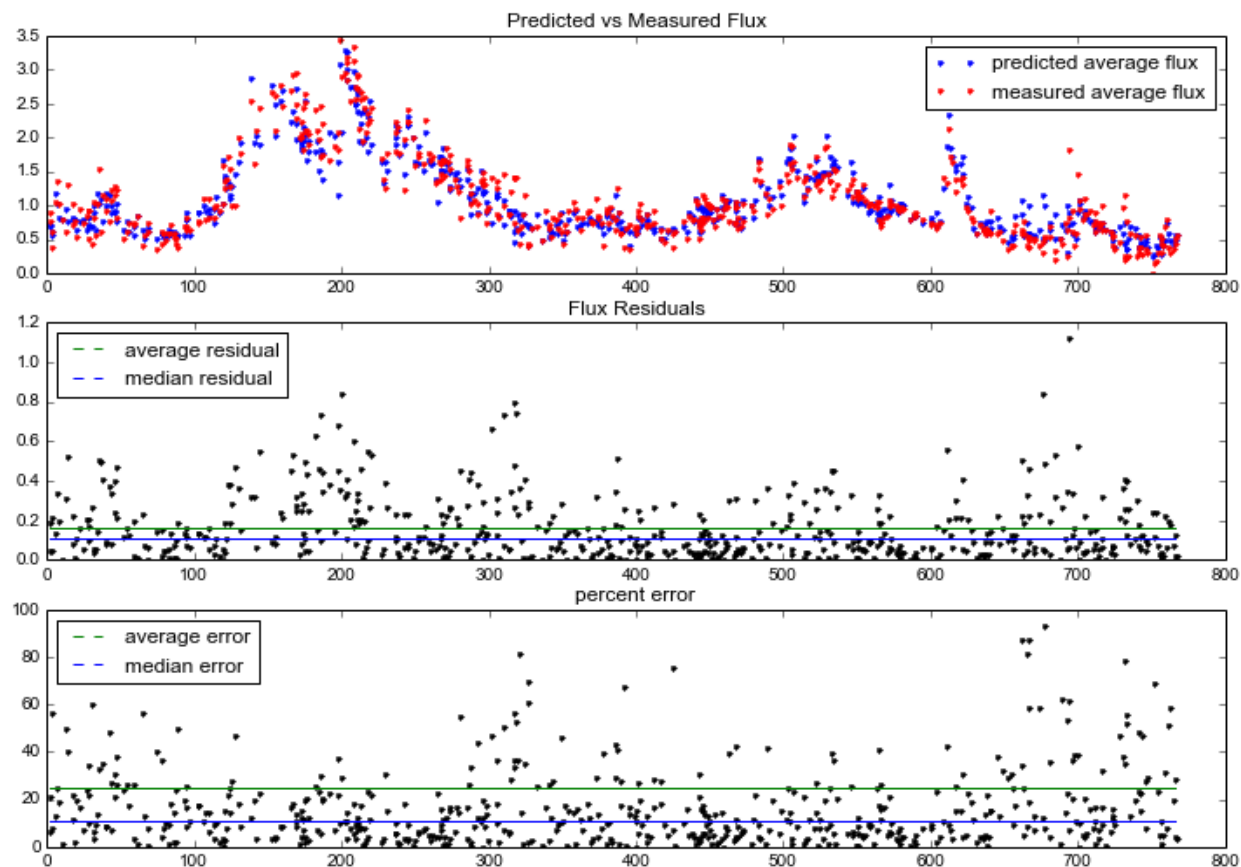 Predicted vs Measured Flux
3.5
3.0
2.5
2.0
1.5
1.0
0.5
0.0
predicted average flux
measured average flux
0 100 200 300 400 500 600 700 800
Flux Residuals
1.2
1.0
0.8
0.6
0.4
0.2
0.0
average residual
median residual
0 100 200 300 400 500 600 700 800
percent error
100
80
60
40
20
0
average error
median error
0 100 200 300 400 500 600 700 800